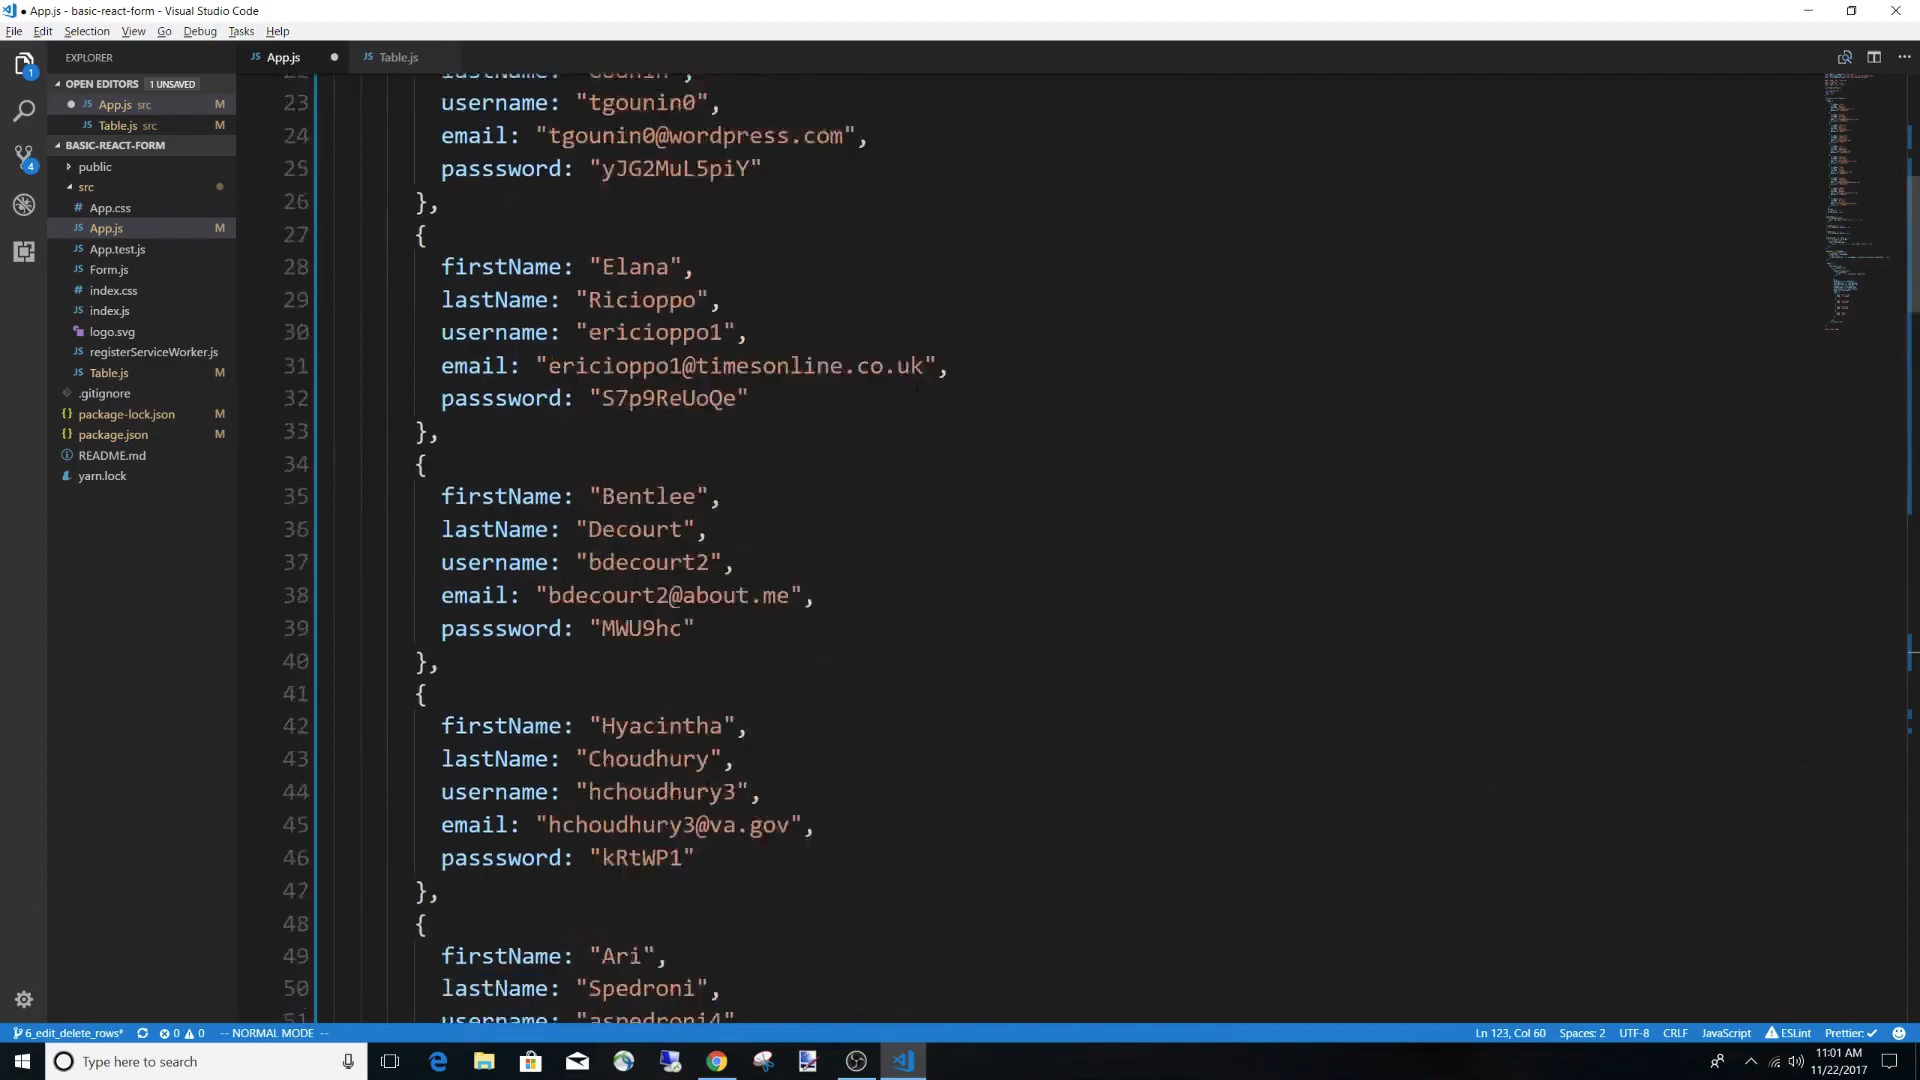 App.js - basic-react-form - Visual Studio Code
File Edit Selection View Go Debug Tasks Help
EXPLORER
OPEN EDITORS 1 UNSAVED
App.js src M
Table.js src M
BASIC-REACT-FORM
public
src
App.css
App.js M
App.test.js
Form.js
index.css
index.js
logo.svg
registerServiceWorker.js
Table.js M
.gitignore
package-lock.json M
package.json M
README.md
yarn.lock
1
4
JS App.js JS Table.js
23 username: "tgounin0",
24 email: "tgounin0@wordpress.com",
25 passsword: "yJG2MuL5piY"
26 },
27 {
28 firstName: "Elana",
29 lastName: "Ricioppo",
30 username: "ericioppo1",
31 email: "ericioppo1@timesonline.co.uk",
32 passsword: "S7p9ReUoQe"
33 },
34 {
35 firstName: "Bentlee",
36 lastName: "Decourt",
37 username: "bdecourt2",
38 email: "bdecourt2@about.me",
39 passsword: "MWU9hc"
40 },
41 {
42 firstName: "Hyacintha",
43 lastName: "Choudhury",
44 username: "hchoudhury3",
45 email: "hchoudhury3@va.gov",
46 passsword: "kRtWP1"
47 },
48 {
49 firstName: "Ari",
50 lastName: "Spedroni",
51 username: "aspedroni4"
6_edit_delete_rows* 0 0 -- NORMAL MODE -- Ln 123, Col 60 Spaces: 2 UTF-8 CRLF JavaScript ESLint Prettier: ✓
Type here to search
11:01 AM
11/22/2017